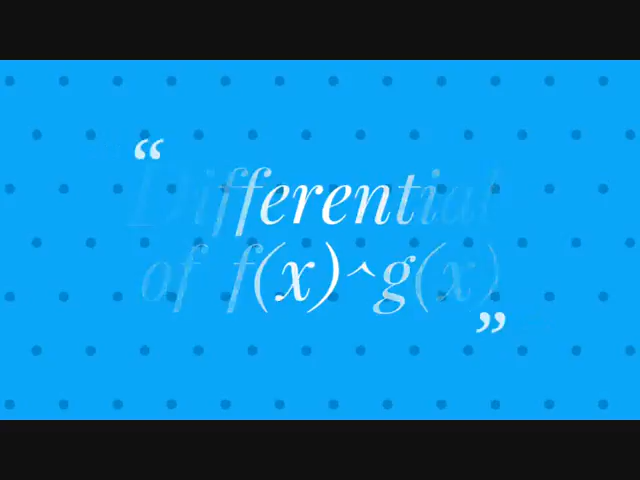 “Differential
of f(x)^g(x)”